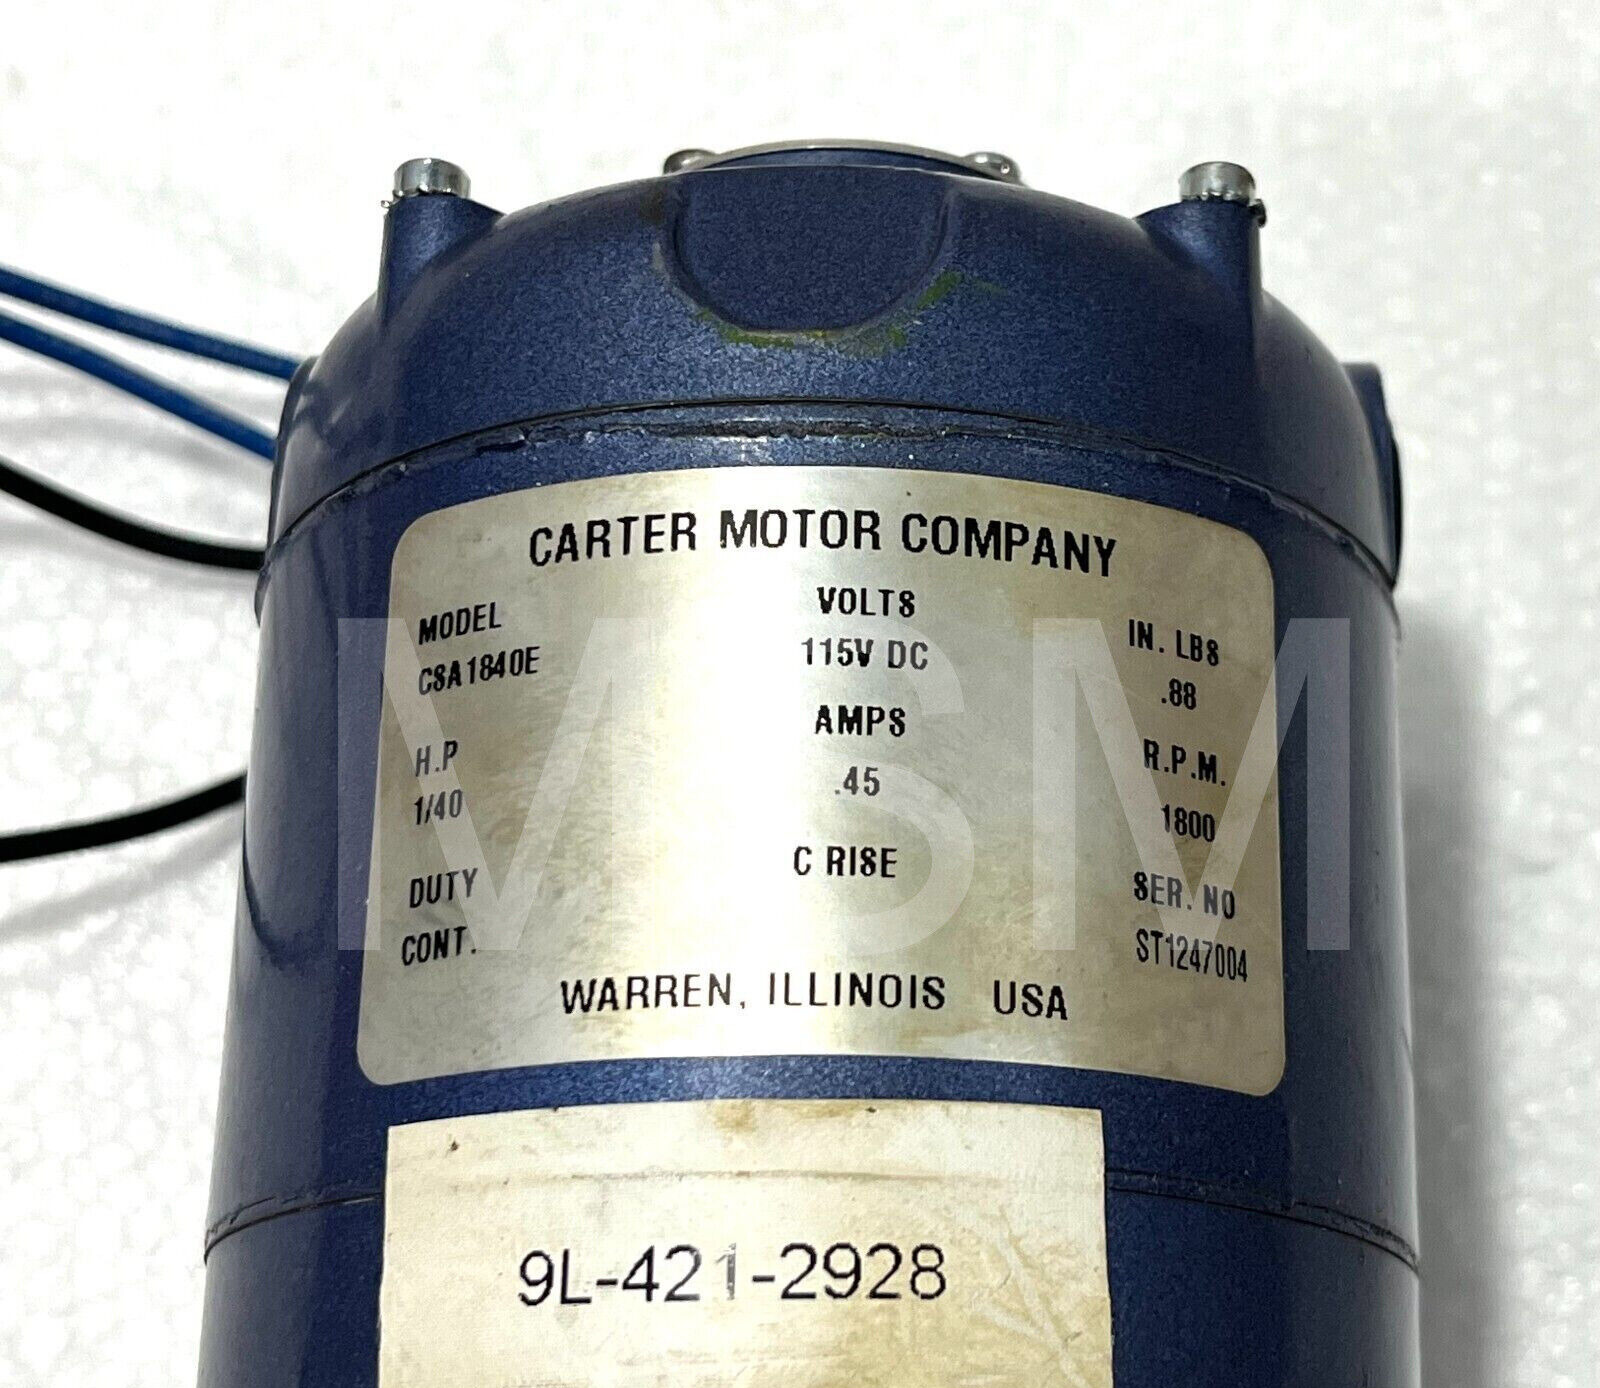 CARTER MOTOR COMPANY
MODEL VOLTS IN. LBS
CSA1840E 115V DC .88
H.P AMPS R.P.M.
1/40 .45 1800
DUTY C RISE SER. NO
CONT. ST1247004
WARREN, ILLINOIS USA
9L-421-2928
MSM